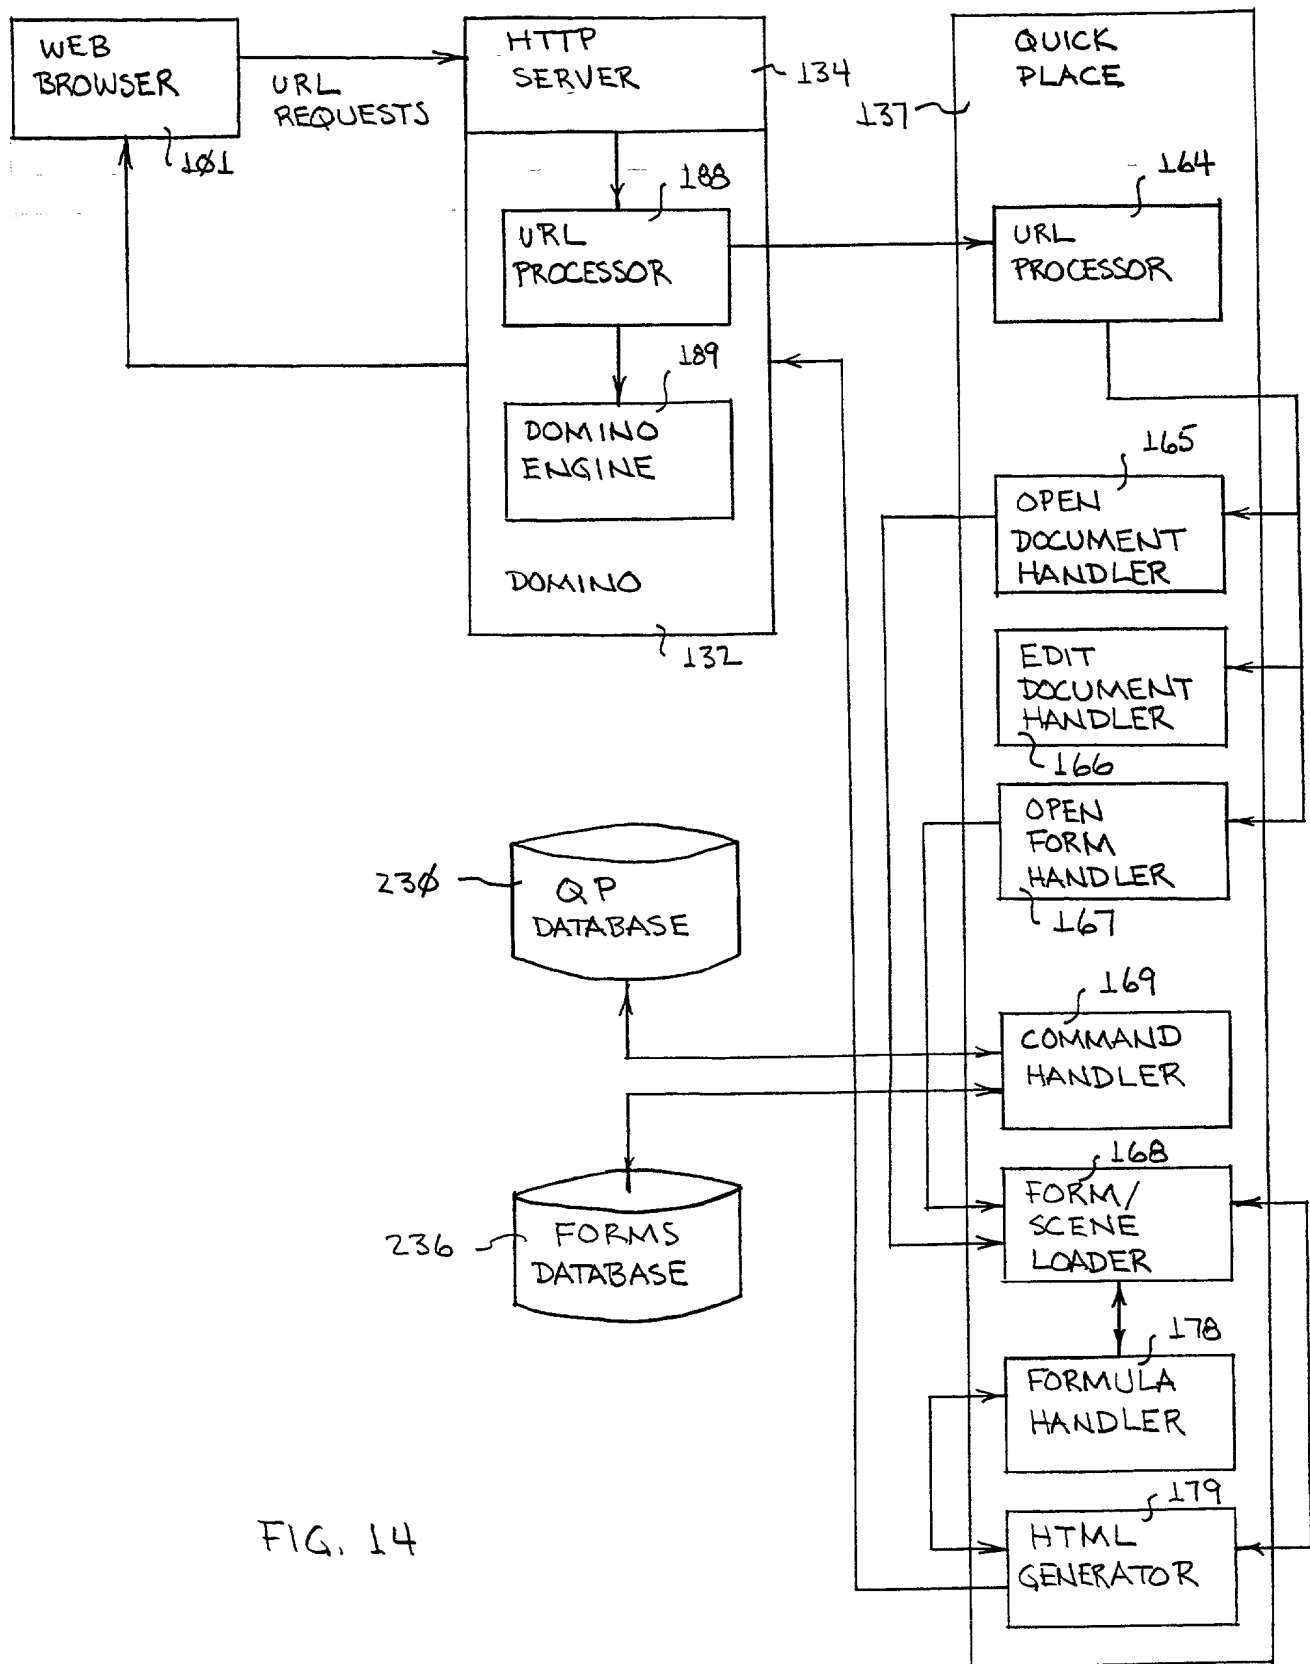 WEB
BROWSER
101
URL
REQUESTS
HTTP
SERVER
134
188
URL
PROCESSOR
189
DOMINO
ENGINE
DOMINO
132
QUICK
PLACE
137
164
URL
PROCESSOR
165
OPEN
DOCUMENT
HANDLER
EDIT
DOCUMENT
HANDLER
166
OPEN
FORM
HANDLER
167
230
QP
DATABASE
169
COMMAND
HANDLER
236
FORMS
DATABASE
168
FORM/
SCENE
LOADER
178
FORMULA
HANDLER
179
HTML
GENERATOR
FIG. 14